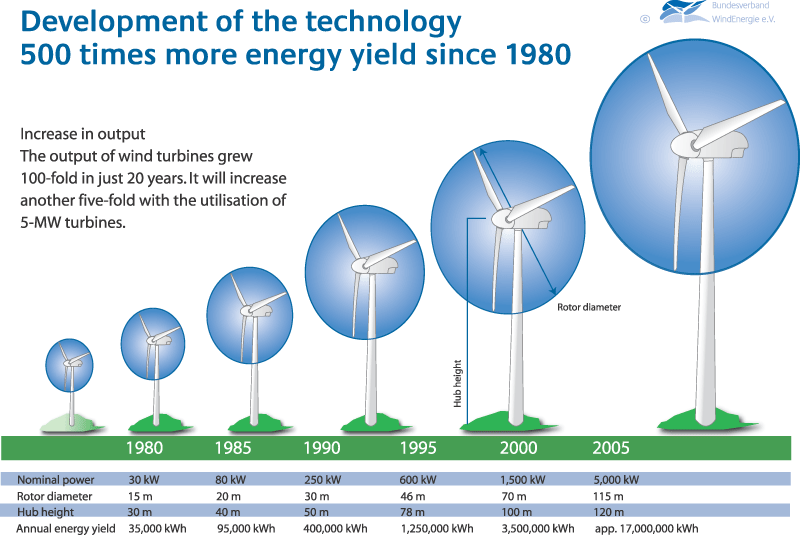 Development of the technology
500 times more energy yield since 1980
©
Bundesverband
WindEnergie e.V.
Increase in output
The output of wind turbines grew
100-fold in just 20 years. It will increase
another five-fold with the utilisation of
5-MW turbines.
Rotor diameter
Hub height
1980 1985 1990 1995 2000 2005
Nominal power 30 kW 80 kW 250 kW 600 kW 1,500 kW 5,000 kW
Rotor diameter 15 m 20 m 30 m 46 m 70 m 115 m
Hub height 30 m 40 m 50 m 78 m 100 m 120 m
Annual energy yield 35,000 kWh 95,000 kWh 400,000 kWh 1,250,000 kWh 3,500,000 kWh app. 17,000,000 kWh